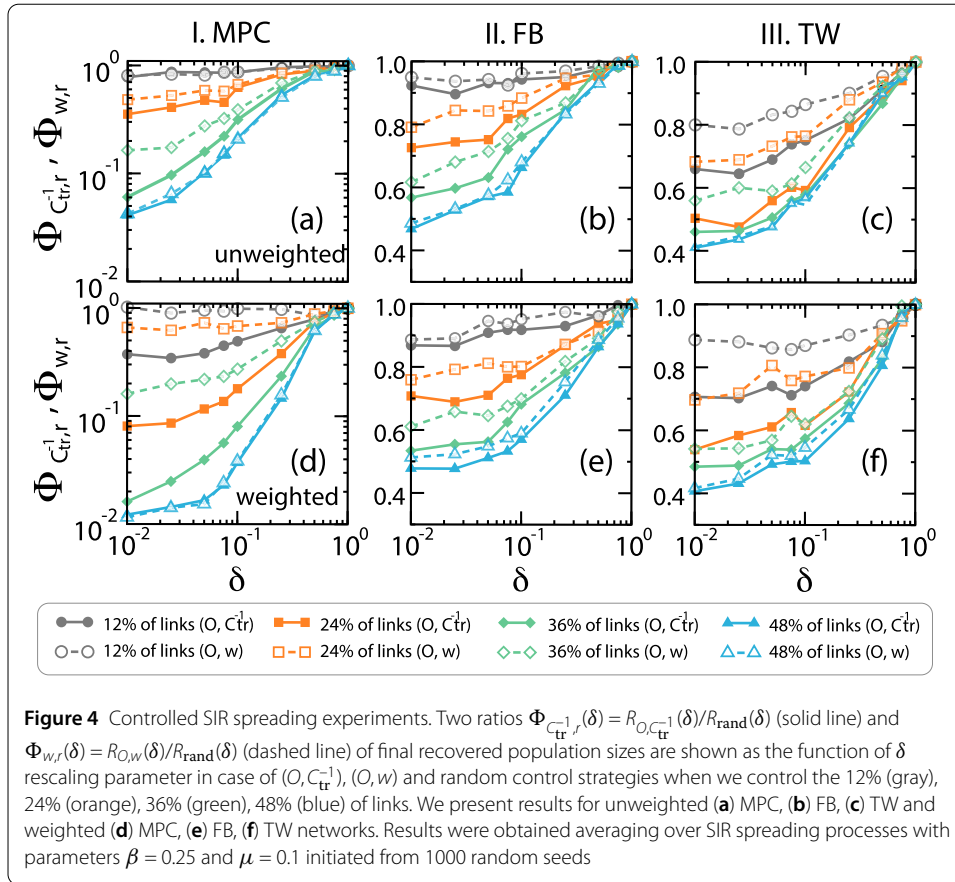 I. MPC II. FB III. TW
Φ_{C_tr^{-1},r} , Φ_{w,r}
10^0
10^-1
10^-2
(a)
unweighted
1.0
0.8
0.6
0.4
(b)
1.0
0.8
0.6
0.4
(c)
Φ_{C_tr^{-1},r} , Φ_{w,r}
10^0
10^-1
10^-2
(d)
weighted
1.0
0.8
0.6
0.4
(e)
1.0
0.8
0.6
0.4
(f)
10^-2 10^-1 10^0 10^-2 10^-1 10^0 10^-2 10^-1 10^0
δ δ δ
12% of links (O, C_tr^{-1}) 24% of links (O, C_tr^{-1}) 36% of links (O, C_tr^{-1}) 48% of links (O, C_tr^{-1})
12% of links (O, w) 24% of links (O, w) 36% of links (O, w) 48% of links (O, w)
Figure 4 Controlled SIR spreading experiments. Two ratios Φ_{C_tr^{-1},r}(δ) = R_{O,C_tr^{-1}}(δ)/R_rand(δ) (solid line) and
Φ_{w,r}(δ) = R_{O,w}(δ)/R_rand(δ) (dashed line) of final recovered population sizes are shown as the function of δ
rescaling parameter in case of (O, C_tr^{-1}), (O, w) and random control strategies when we control the 12% (gray),
24% (orange), 36% (green), 48% (blue) of links. We present results for unweighted (a) MPC, (b) FB, (c) TW and
weighted (d) MPC, (e) FB, (f) TW networks. Results were obtained averaging over SIR spreading processes with
parameters β = 0.25 and μ = 0.1 initiated from 1000 random seeds